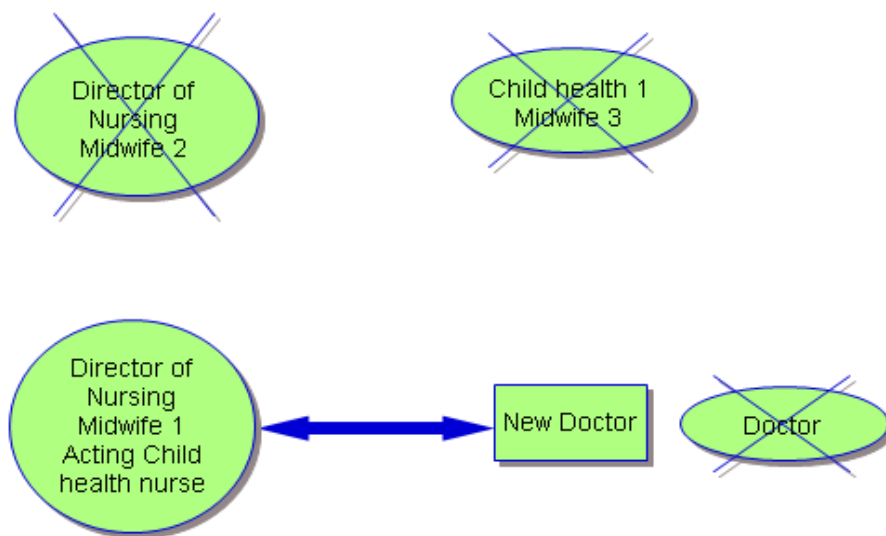 Director of
Nursing
Midwife 2
Child health 1
Midwife 3
Director of
Nursing
Midwife 1
Acting Child
health nurse
New Doctor
Doctor